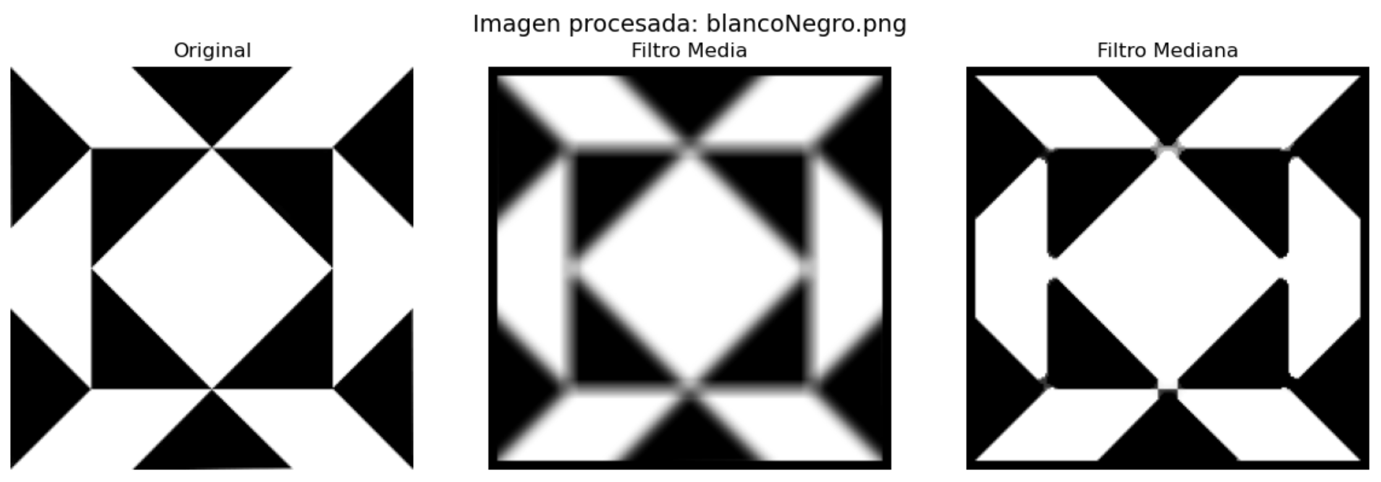 Imagen procesada: blancoNegro.png
Original
Filtro Media
Filtro Mediana